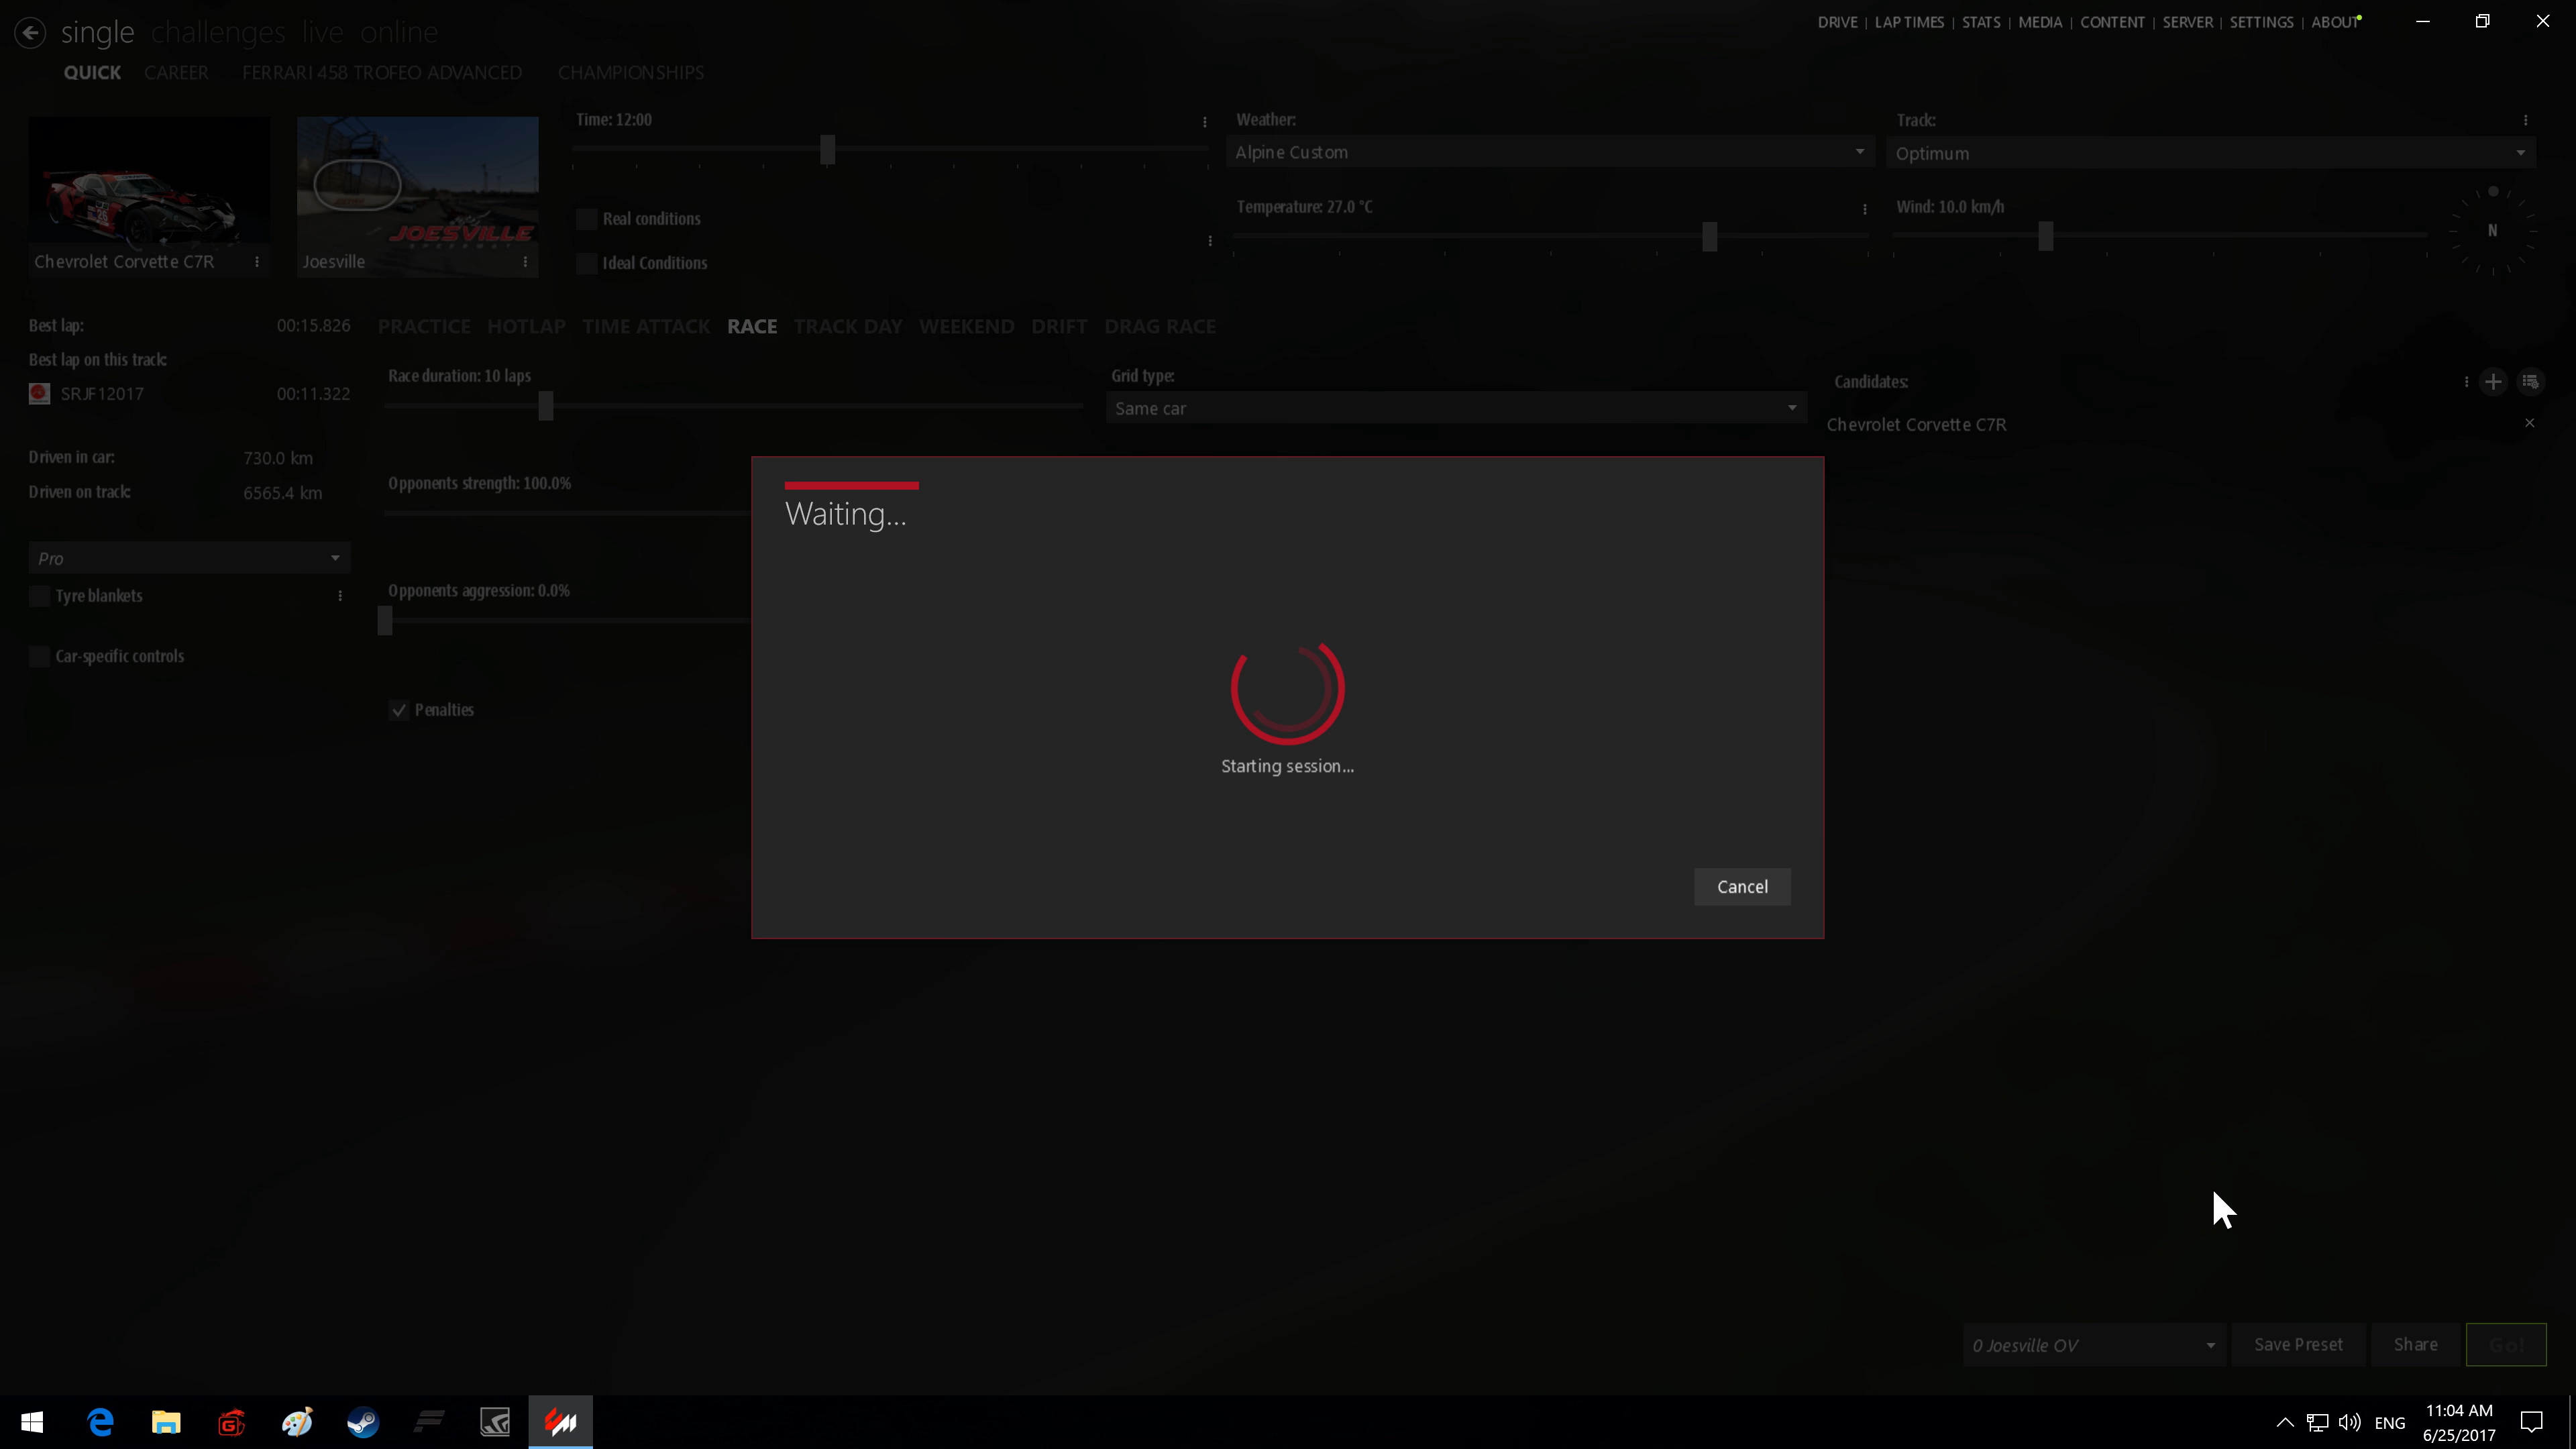 single challenges live online
DRIVE | LAP TIMES | STATS | MEDIA | CONTENT | SERVER | SETTINGS | ABOUT
QUICK CAREER FERRARI 458 TROFEO ADVANCED CHAMPIONSHIPS
Time: 12:00
Weather:
Track:
Alpine Custom
Optimum
Real conditions
Temperature: 27.0 °C
Wind: 10.0 km/h
N
JOESVILLE
Chevrolet Corvette C7R
Joesville
Ideal Conditions
Best lap: 00:15.826
PRACTICE HOTLAP TIME ATTACK RACE TRACK DAY WEEKEND DRIFT DRAG RACE
Best lap on this track:
SRJF12017 00:11.322
Race duration: 10 laps
Grid type:
Same car
Candidates:
Chevrolet Corvette C7R
Driven in car: 730.0 km
Driven on track: 6565.4 km
Opponents strength: 100.0%
Pro
Tyre blankets
Opponents aggression: 0.0%
Car-specific controls
Penalties
Waiting...
Starting session...
Cancel
0 Joesville OV
Save Preset
Share
Go!
ENG
11:04 AM
6/25/2017